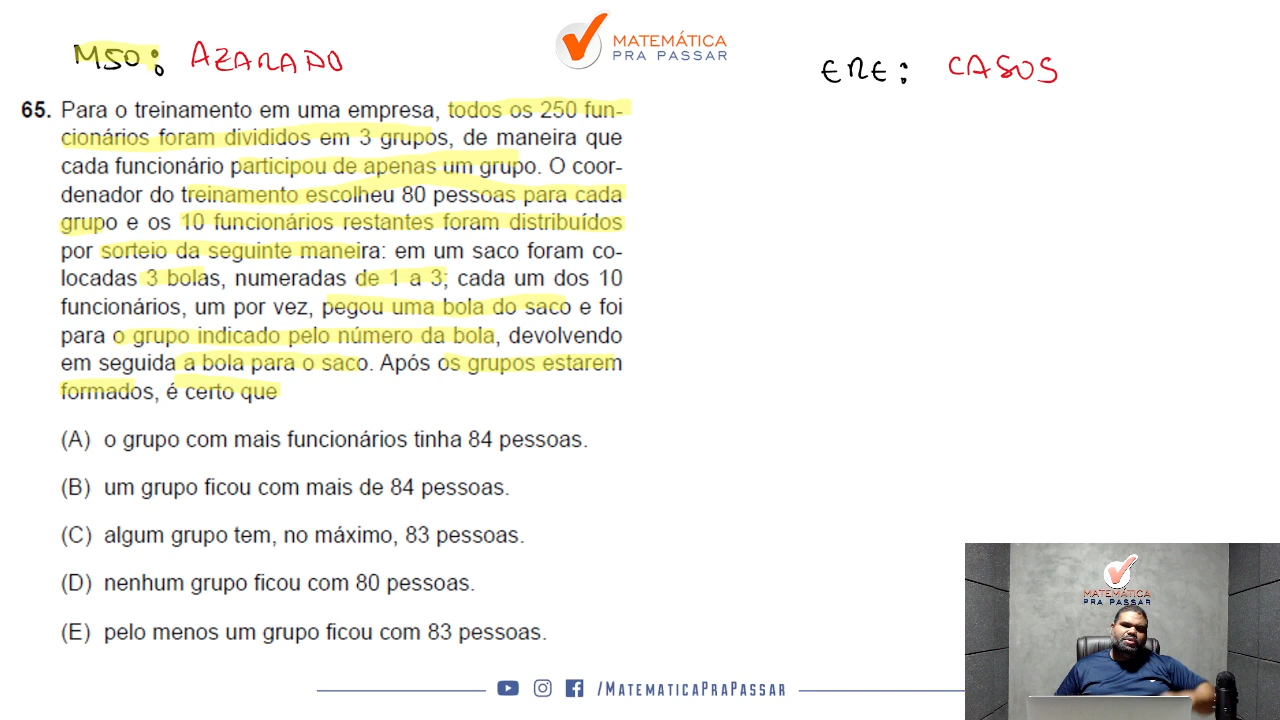 MSO: AZARADO
MATEMÁTICA
PRA PASSAR
ERE: CASOS
65. Para o treinamento em uma empresa, todos os 250 fun-
cionários foram divididos em 3 grupos, de maneira que
cada funcionário participou de apenas um grupo. O coor-
denador do treinamento escolheu 80 pessoas para cada
grupo e os 10 funcionários restantes foram distribuídos
por sorteio da seguinte maneira: em um saco foram co-
locadas 3 bolas, numeradas de 1 a 3; cada um dos 10
funcionários, um por vez, pegou uma bola do saco e foi
para o grupo indicado pelo número da bola, devolvendo
em seguida a bola para o saco. Após os grupos estarem
formados, é certo que
(A) o grupo com mais funcionários tinha 84 pessoas.
(B) um grupo ficou com mais de 84 pessoas.
(C) algum grupo tem, no máximo, 83 pessoas.
(D) nenhum grupo ficou com 80 pessoas.
(E) pelo menos um grupo ficou com 83 pessoas.
MATEMÁTICA
PRA PASSAR
/MATEMATICAPRAPASSAR